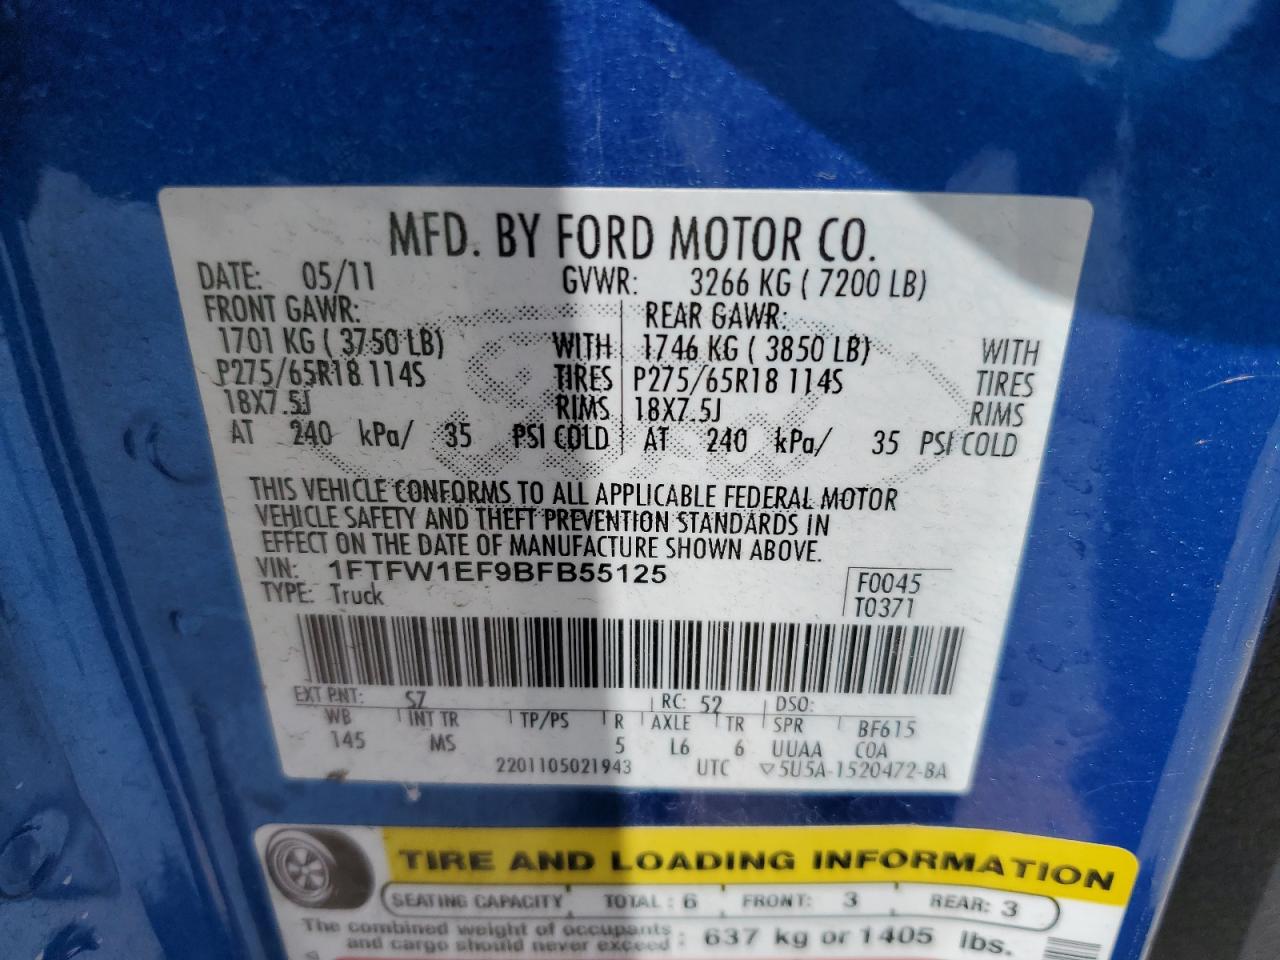 MFD. BY FORD MOTOR CO.
DATE: 05/11 GVWR: 3266 KG ( 7200 LB)
FRONT GAWR: REAR GAWR:
1701 KG ( 3750 LB) WITH 1746 KG ( 3850 LB) WITH
P275/65R18 114S TIRES P275/65R18 114S TIRES
18X7.5J RIMS 18X7.5J RIMS
AT 240 kPa/ 35 PSI COLD AT 240 kPa/ 35 PSI COLD
THIS VEHICLE CONFORMS TO ALL APPLICABLE FEDERAL MOTOR
VEHICLE SAFETY AND THEFT PREVENTION STANDARDS IN
EFFECT ON THE DATE OF MANUFACTURE SHOWN ABOVE.
VIN: 1FTFW1EF9BFB55125 F0045
TYPE: Truck T0371
EXT PNT: SZ RC: 52 DSO:
WB INT TR TP/PS R AXLE TR SPR BF615
145 MS 5 L6 6 UUAA COA
2201105021943 UTC ▽5U5A-1520472-BA
TIRE AND LOADING INFORMATION
SEATING CAPACITY TOTAL : 6 FRONT: 3 REAR: 3
The combined weight of occupants
and cargo should never exceed : 637 kg or 1405 lbs.